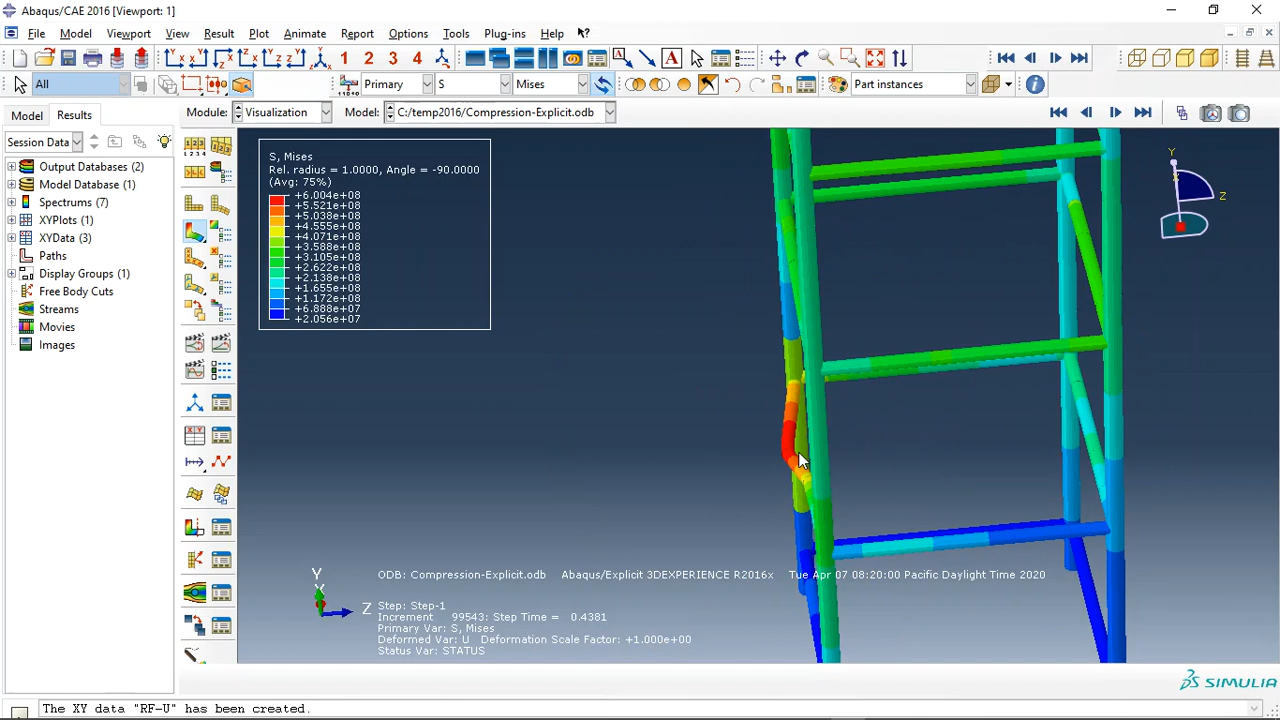 Abaqus/CAE 2016 [Viewport: 1]
File Model Viewport View Result Plot Animate Report Options Tools Plug-ins Help
1 2 3 4
All Primary S Mises Part instances
Model Results Module: Visualization Model: C:/temp2016/Compression-Explicit.odb
Session Data
Output Databases (2)
Model Database (1)
Spectrums (7)
XYPlots (1)
XYData (3)
Paths
Display Groups (1)
Free Body Cuts
Streams
Movies
Images
S, Mises
Rel. radius = 1.0000, Angle = -90.0000
(Avg: 75%)
+6.004e+08
+5.521e+08
+5.038e+08
+4.555e+08
+4.071e+08
+3.588e+08
+3.105e+08
+2.622e+08
+2.138e+08
+1.655e+08
+1.172e+08
+6.888e+07
+2.056e+07
Y
Z
Y
X
Z
ODB: Compression-Explicit.odb Abaqus/Explicit 3DEXPERIENCE R2016x Tue Apr 07 08:20 Pacific Daylight Time 2020
Step: Step-1
Increment 99543: Step Time = 0.4381
Primary Var: S, Mises
Deformed Var: U Deformation Scale Factor: +1.000e+00
Status Var: STATUS
SIMULIA
The XY data "RF-U" has been created.